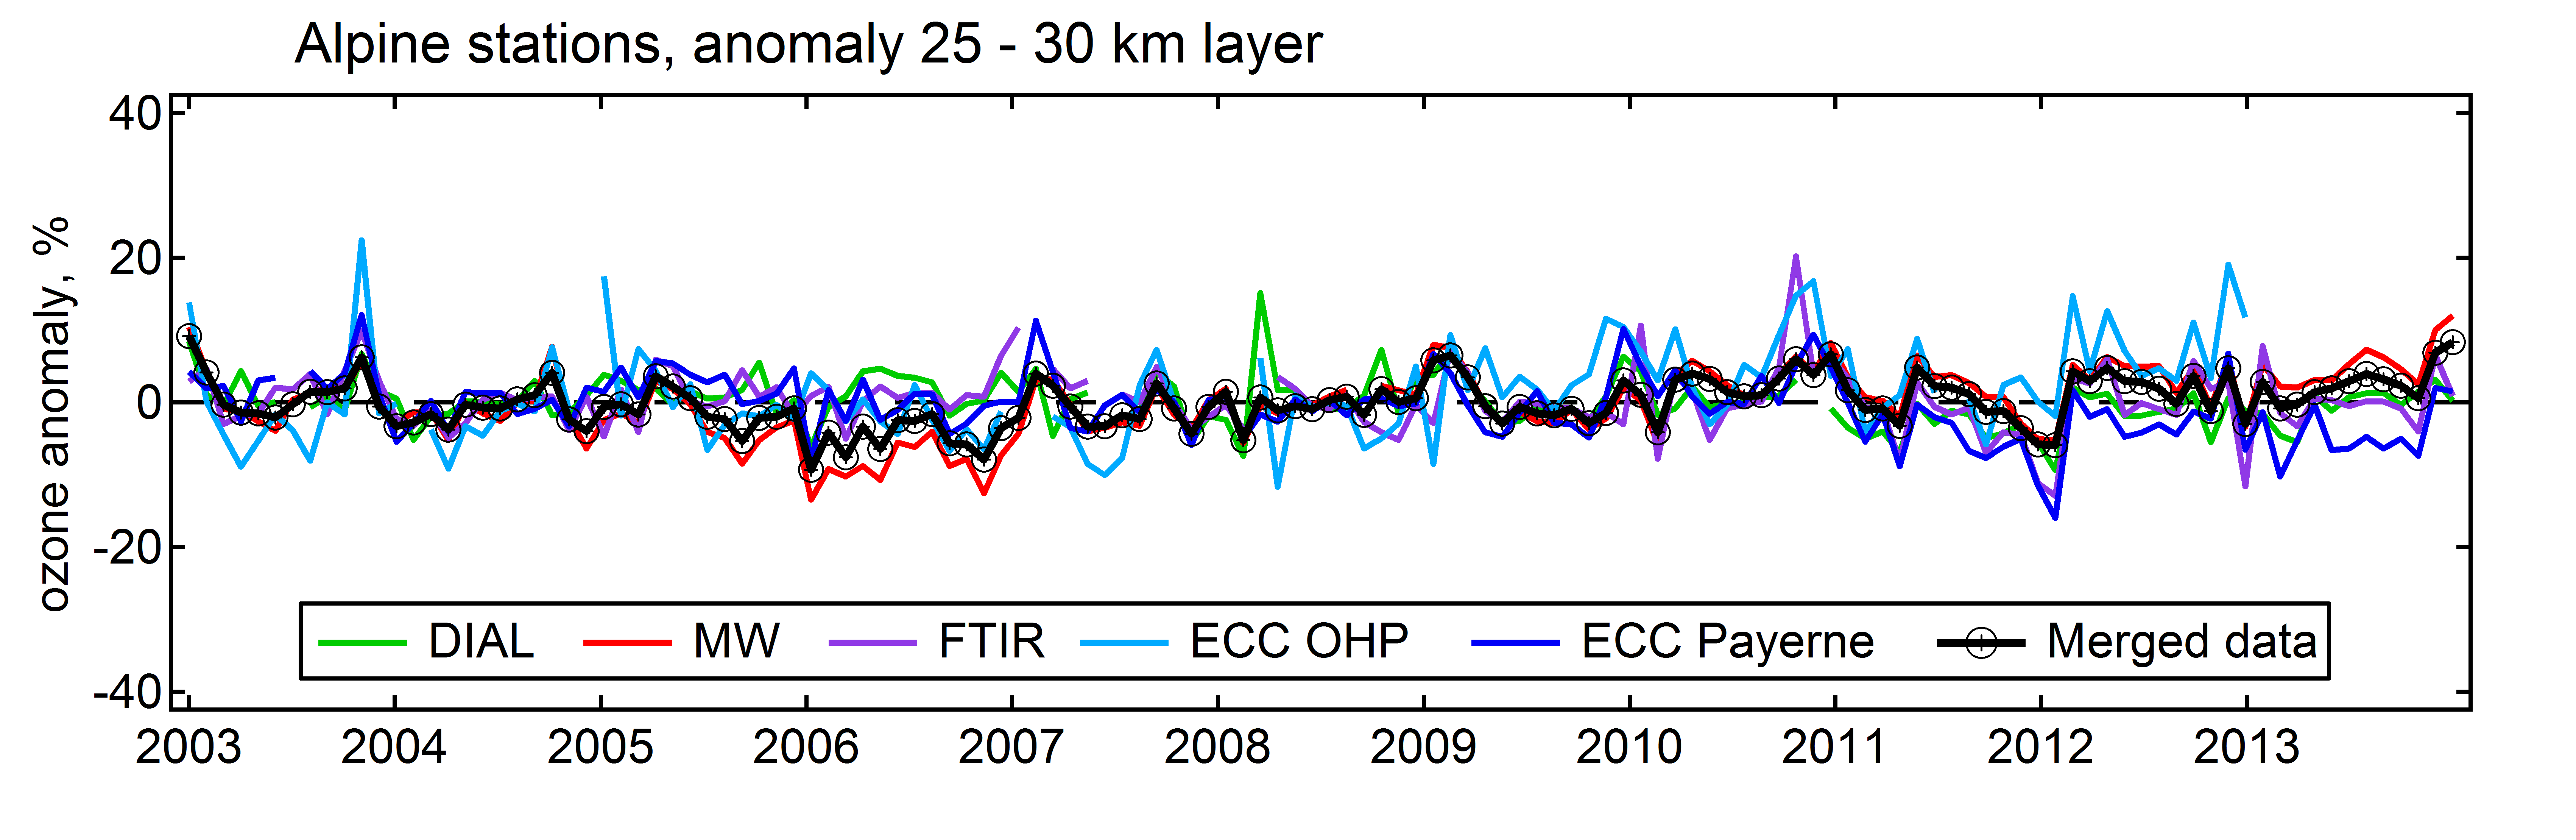 Alpine stations, anomaly 25 - 30 km layer
ozone anomaly, %
40
20
0
-20
-40
DIAL MW FTIR ECC OHP ECC Payerne Merged data
2003 2004 2005 2006 2007 2008 2009 2010 2011 2012 2013